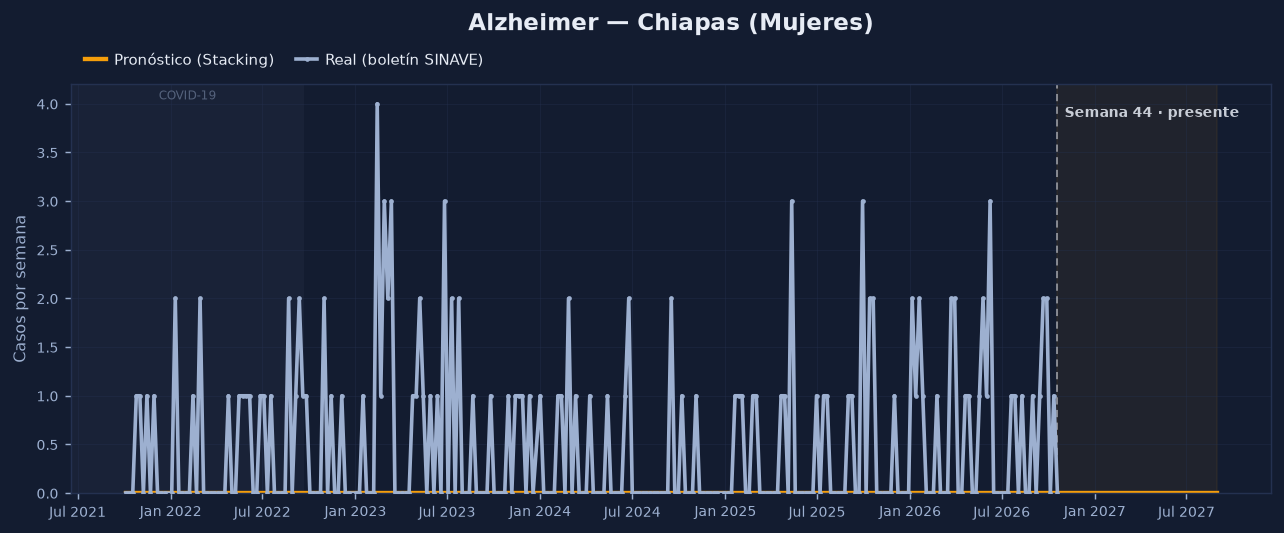 Alzheimer — Chiapas (Mujeres)
Pronóstico (Stacking) Real (boletín SINAVE)
COVID-19
Semana 44 · presente
Casos por semana
4.0
3.5
3.0
2.5
2.0
1.5
1.0
0.5
0.0
Jul 2021 Jan 2022 Jul 2022 Jan 2023 Jul 2023 Jan 2024 Jul 2024 Jan 2025 Jul 2025 Jan 2026 Jul 2026 Jan 2027 Jul 2027